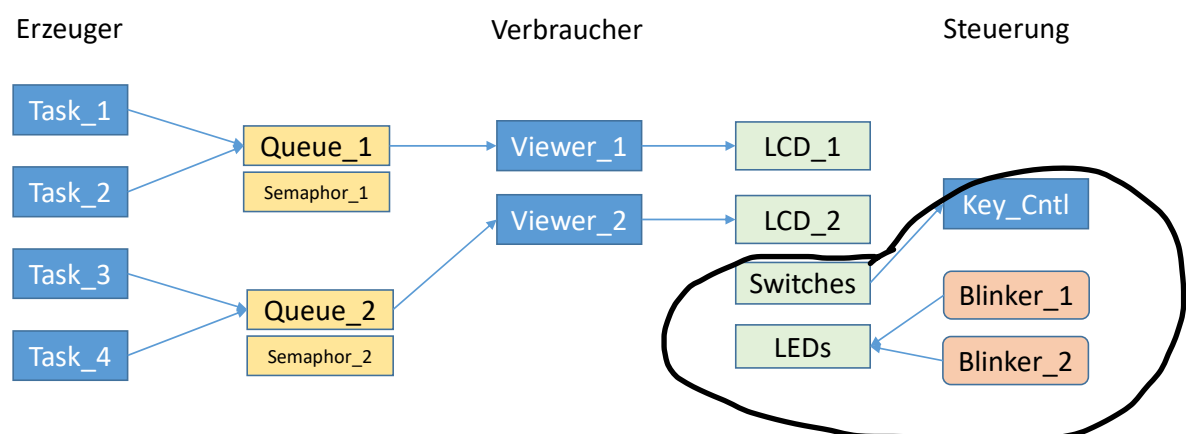 Erzeuger
Verbraucher
Steuerung
Task_1
Task_2
Task_3
Task_4
Queue_1
Semaphor_1
Queue_2
Semaphor_2
Viewer_1
Viewer_2
LCD_1
LCD_2
Switches
LEDs
Key_Cntl
Blinker_1
Blinker_2